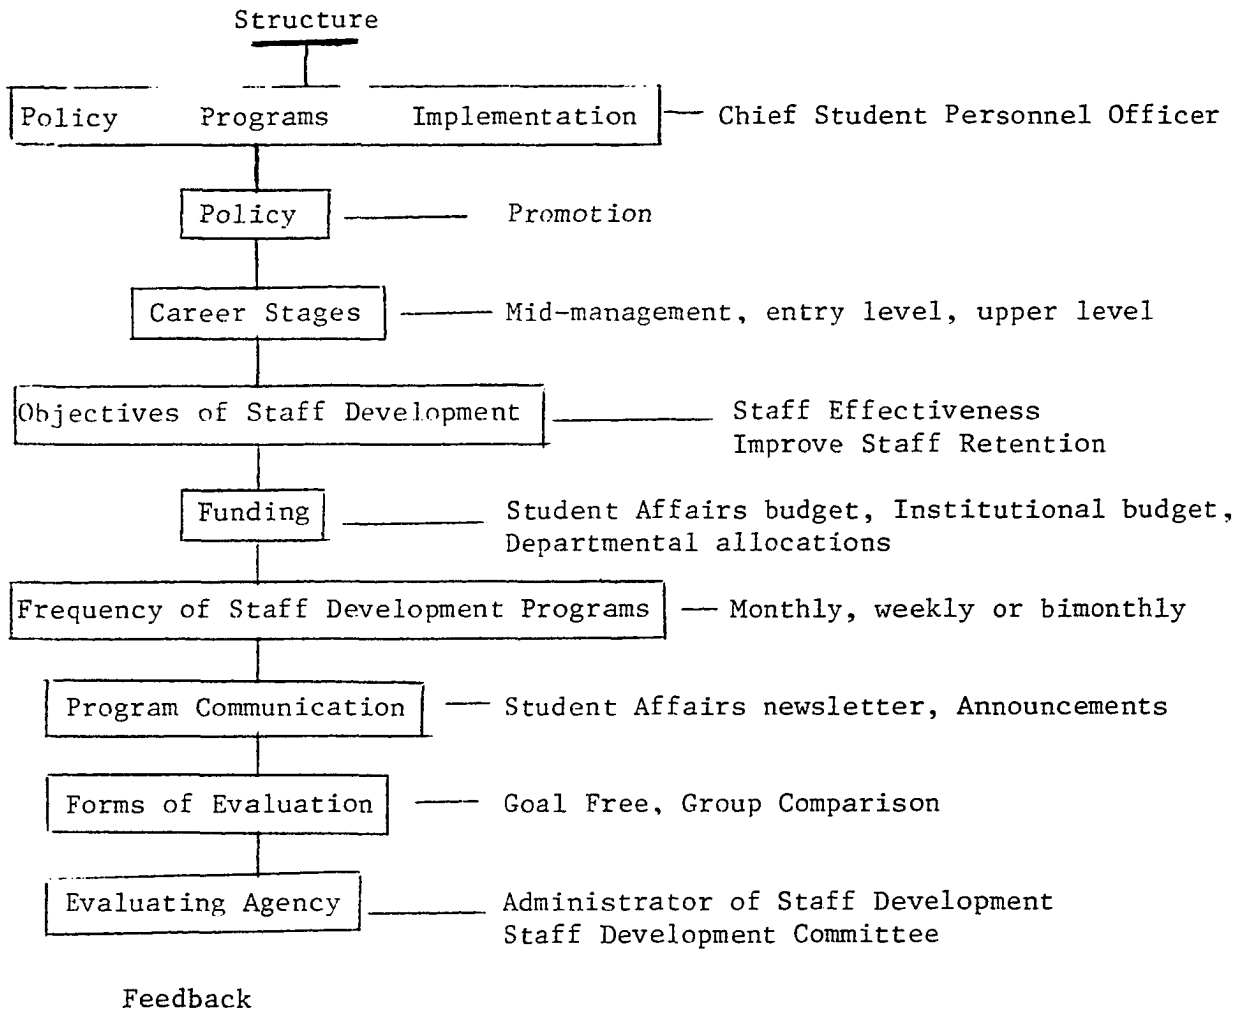 Structure
Policy Programs Implementation Chief Student Personnel Officer
Policy Promotion
Career Stages Mid-management, entry level, upper level
Objectives of Staff Development Staff Effectiveness
Improve Staff Retention
Funding Student Affairs budget, Institutional budget,
Departmental allocations
Frequency of Staff Development Programs Monthly, weekly or bimonthly
Program Communication Student Affairs newsletter, Announcements
Forms of Evaluation Goal Free, Group Comparison
Evaluating Agency Administrator of Staff Development
Staff Development Committee
Feedback